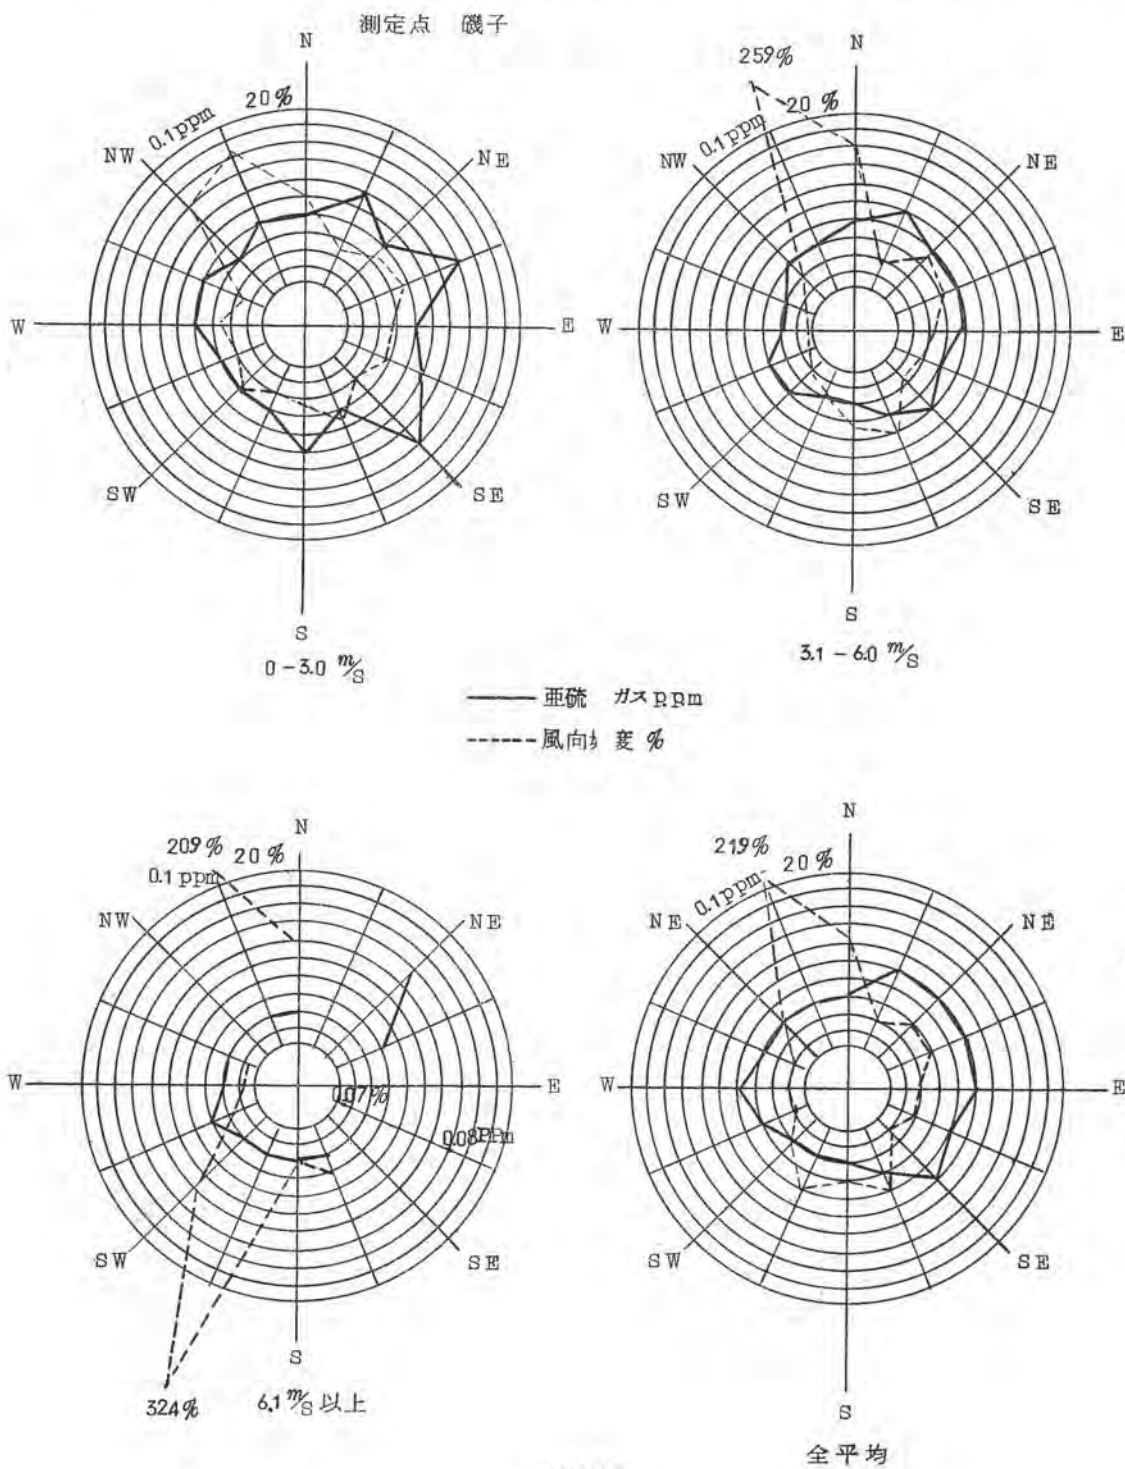 測定点 磯子
N
20%
0.1ppm
NW
NE
W
E
SW
SE
S
0-3.0 m/S
N
259%
20%
0.1ppm
NW
NE
W
E
SW
SE
S
3.1-6.0 m/S
亜硫 ガス ppm
風向 変 %
N
209%
20%
0.1ppm
NW
NE
W
E
0.07%
0.08ppm
SW
SE
S
324%
6.1 m/S 以上
N
219%
20%
0.1ppm
NE
NE
W
E
SW
SE
S
全平均